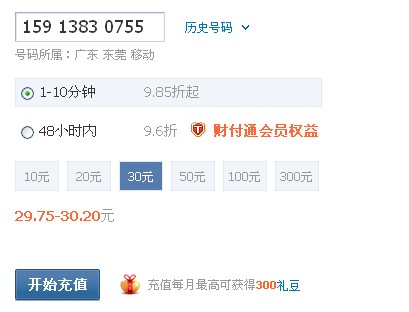 159 1383 0755 历史号码
号码所属：广东 东莞 移动
1-10分钟 9.85折起
48小时内 9.6折 财付通会员权益
10元 20元 30元 50元 100元 300元
29.75-30.20元
开始充值 充值每月最高可获得300礼豆